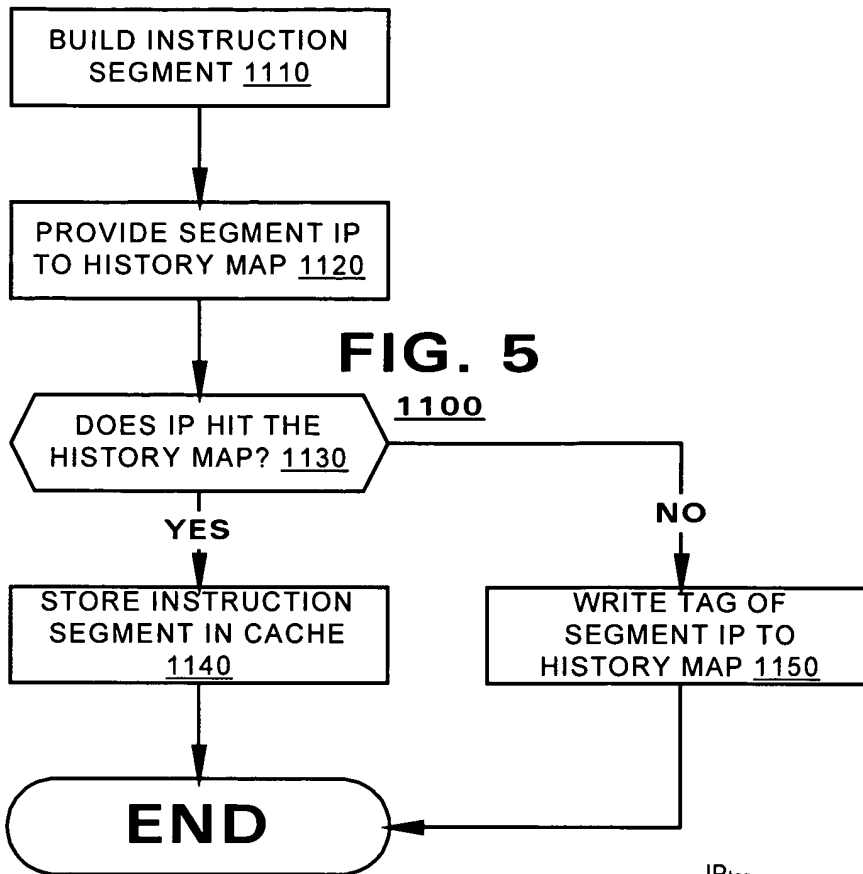 BUILD INSTRUCTION
SEGMENT 1110
PROVIDE SEGMENT IP
TO HISTORY MAP 1120
FIG. 5
1100
DOES IP HIT THE
HISTORY MAP? 1130
YES
NO
STORE INSTRUCTION
SEGMENT IN CACHE
1140
WRITE TAG OF
SEGMENT IP TO
HISTORY MAP 1150
END